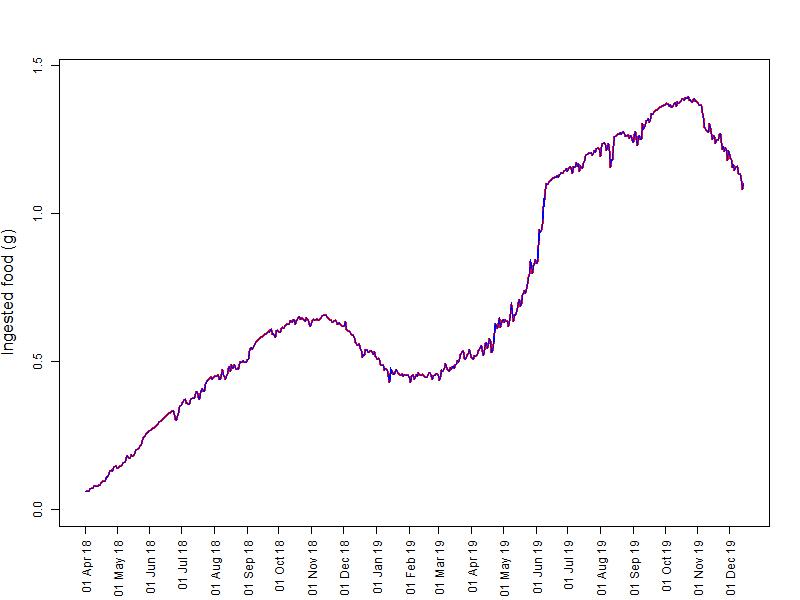 1.5
1.0
0.5
0.0
Ingested food (g)
01 Apr 18
01 May 18
01 Jun 18
01 Jul 18
01 Aug 18
01 Sep 18
01 Oct 18
01 Nov 18
01 Dec 18
01 Jan 19
01 Feb 19
01 Mar 19
01 Apr 19
01 May 19
01 Jun 19
01 Jul 19
01 Aug 19
01 Sep 19
01 Oct 19
01 Nov 19
01 Dec 19